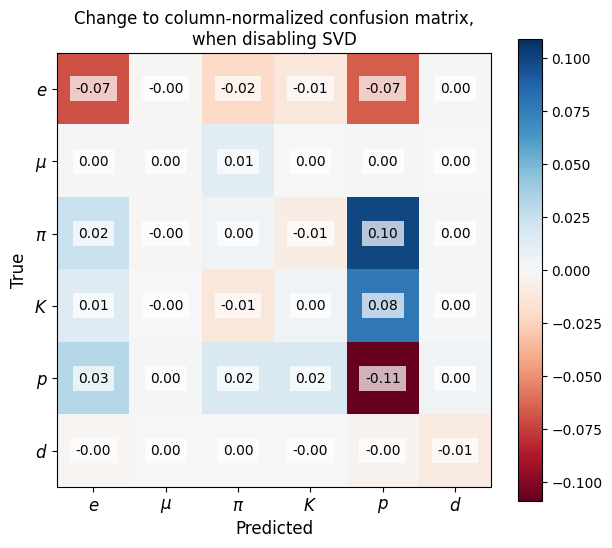 Change to column-normalized confusion matrix,
when disabling SVD
e -0.07 -0.00 -0.02 -0.01 -0.07 0.00
μ 0.00 0.00 0.01 0.00 0.00 0.00
π 0.02 -0.00 0.00 -0.01 0.10 0.00
K 0.01 -0.00 -0.01 0.00 0.08 0.00
p 0.03 0.00 0.02 0.02 -0.11 0.00
d -0.00 0.00 0.00 -0.00 -0.00 -0.01
e μ π K p d
Predicted
True
0.100
0.075
0.050
0.025
0.000
−0.025
−0.050
−0.075
−0.100